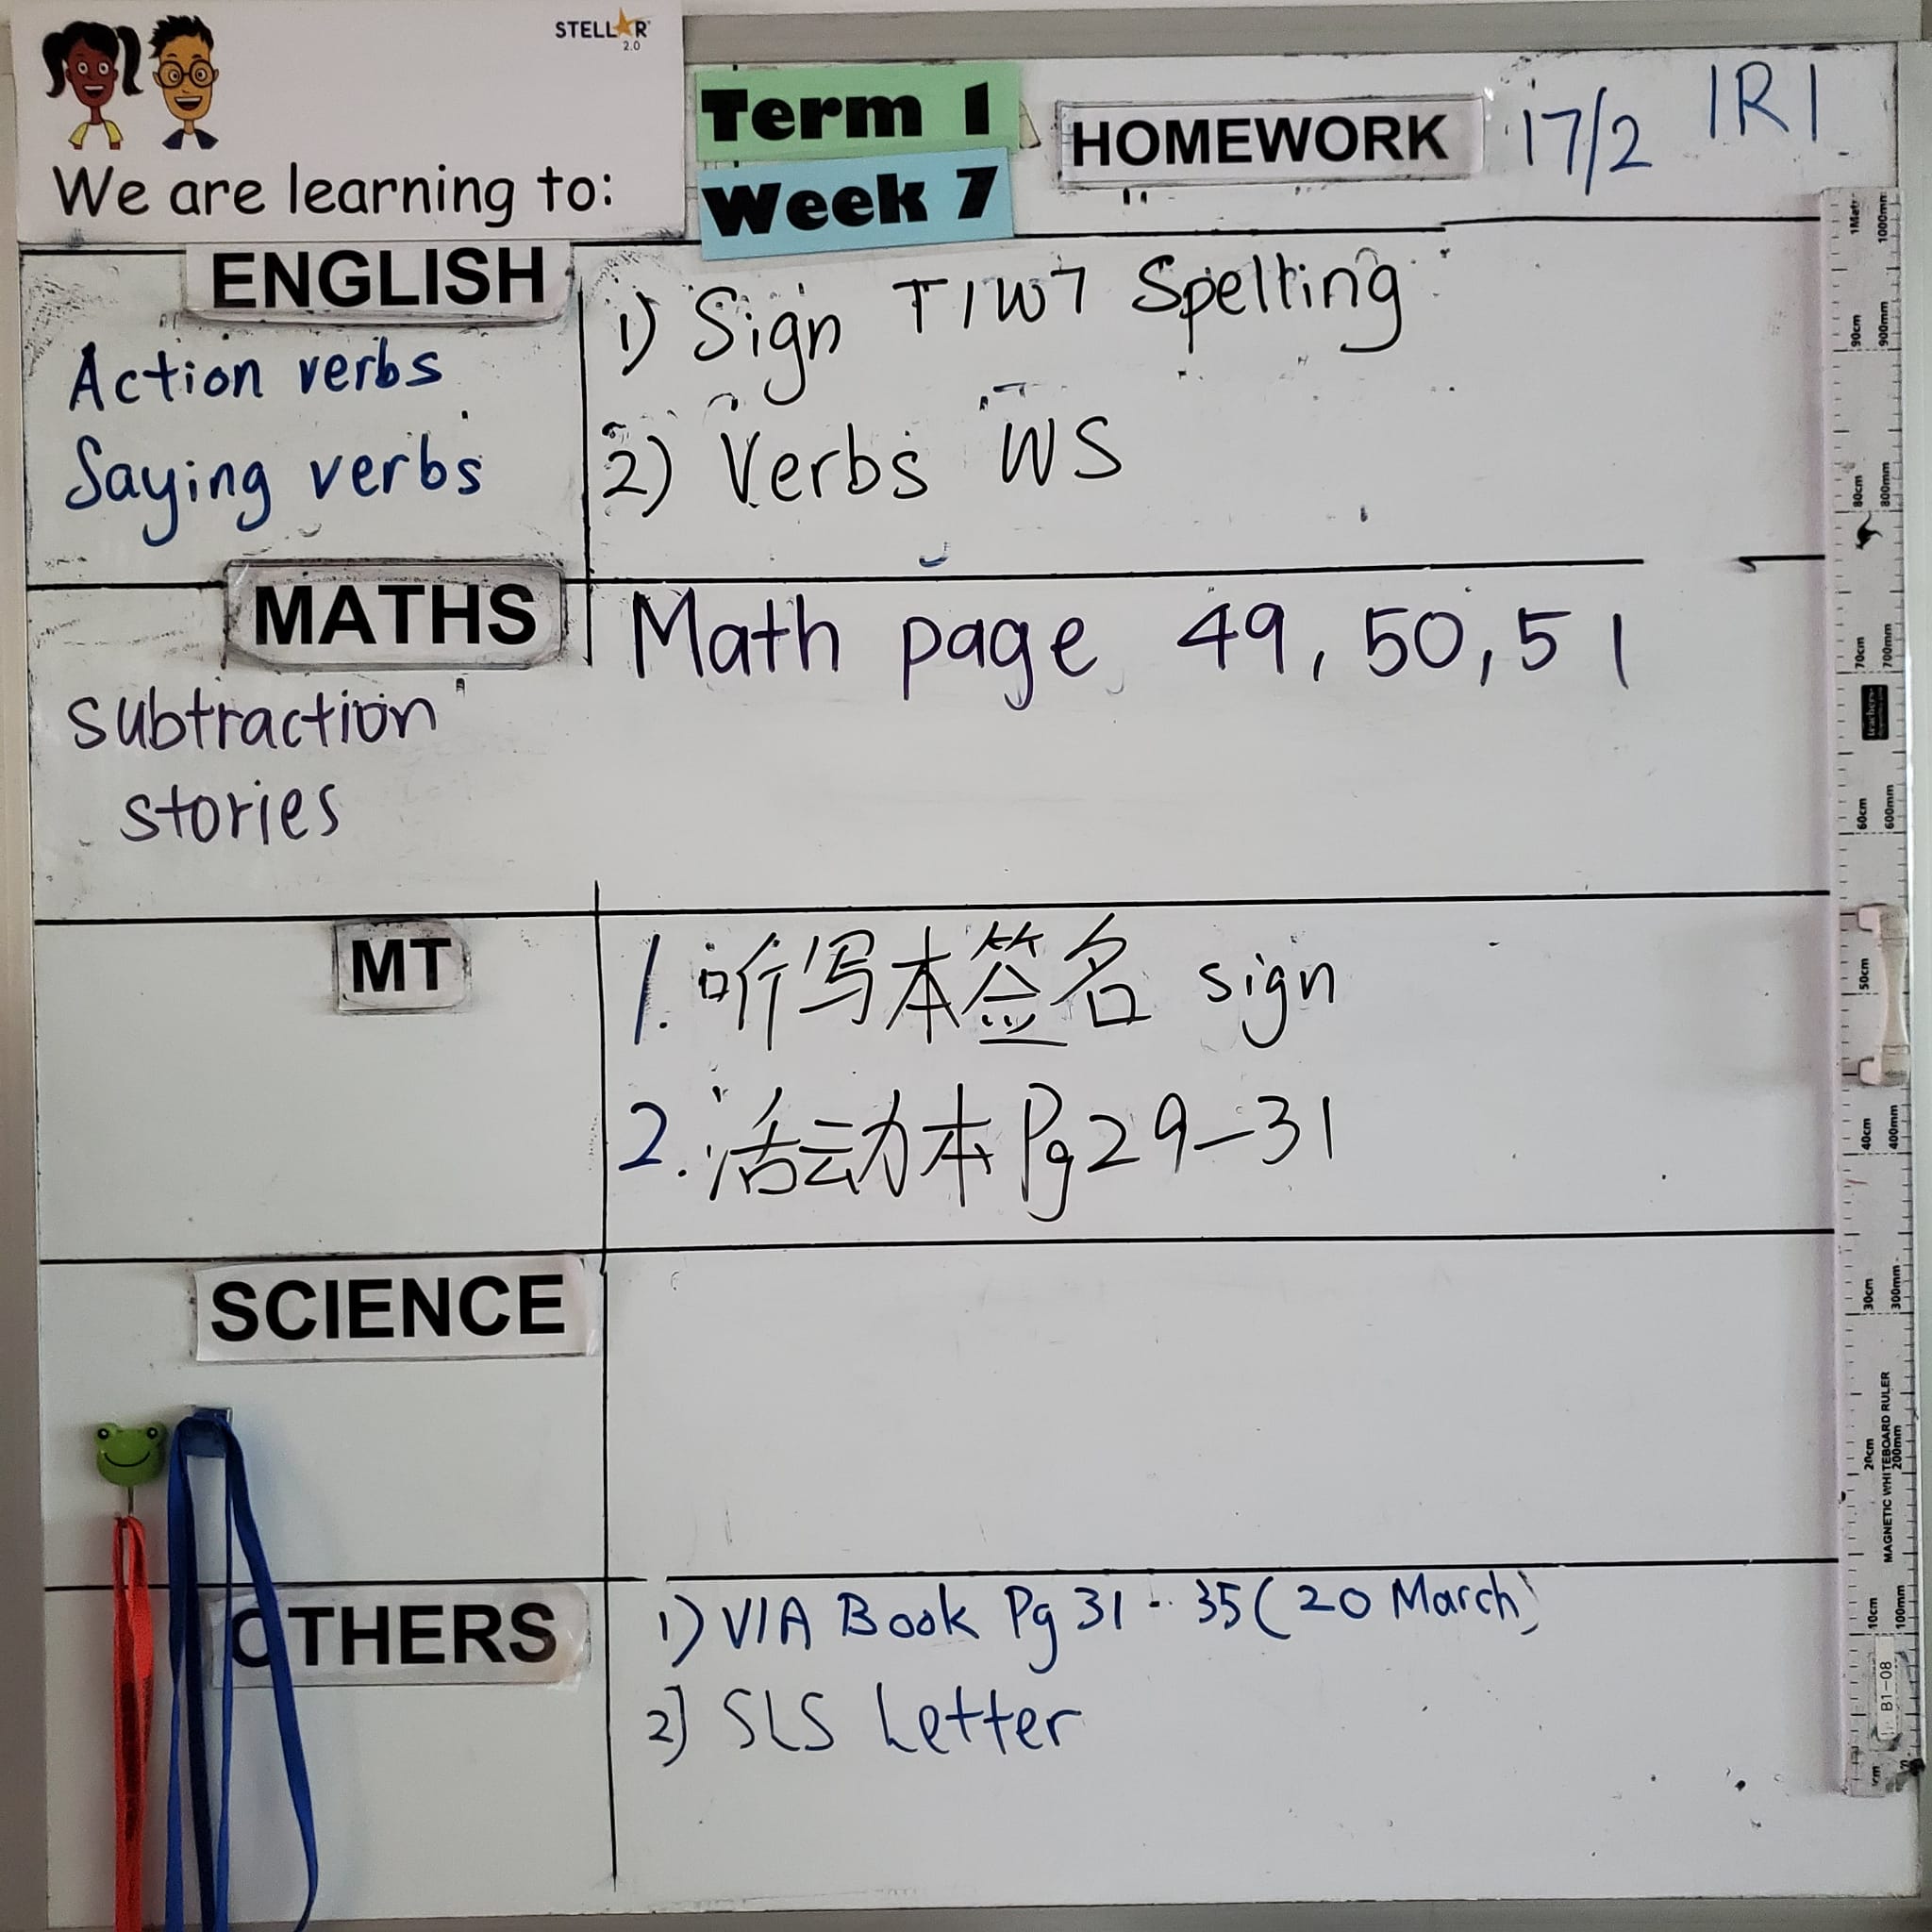 STELLAR
2.0
We are learning to:
Term 1
Week 7
HOMEWORK 17/2 1R1
ENGLISH
Action verbs
Saying verbs
1) Sign T1W7 Spelling
2) Verbs WS
MATHS
subtraction
stories
Math page 49, 50, 51
MT
1. 听写本签名 sign
2. 活动本 Pg 29-31
SCIENCE
OTHERS
1) VIA Book Pg 31 - 35 (20 March)
2) SLS Letter
1Metr 1000mm
90cm 900mm
80cm 800mm
70cm 700mm
teachers
60cm 600mm
50cm
40cm 400mm
30cm 300mm
20cm 200mm
MAGNETIC WHITEBOARD RULER
10cm 100mm
B1-08
cm